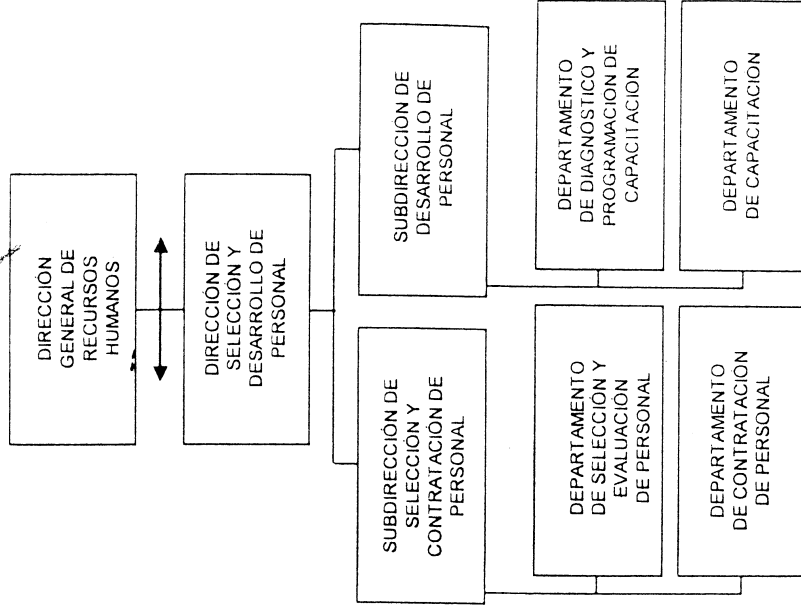 DIRECCIÓN
GENERAL DE
RECURSOS
HUMANOS
DIRECCIÓN DE
SELECCIÓN Y
DESARROLLO DE
PERSONAL
SUBDIRECCIÓN DE
SELECCIÓN Y
CONTRATACIÓN DE
PERSONAL
SUBDIRECCION DE
DESARROLLO DE
PERSONAL
DEPARTAMENTO
DE SELECCIÓN Y
EVALUACIÓN
DE PERSONAL
DEPARTAMENTO
DE DIAGNOSTICO Y
PROGRAMACION DE
CAPACITACION
DEPARTAMENTO
DE CONTRATACIÓN
DE PERSONAL
DEPARTAMENTO
DE CAPACITACION